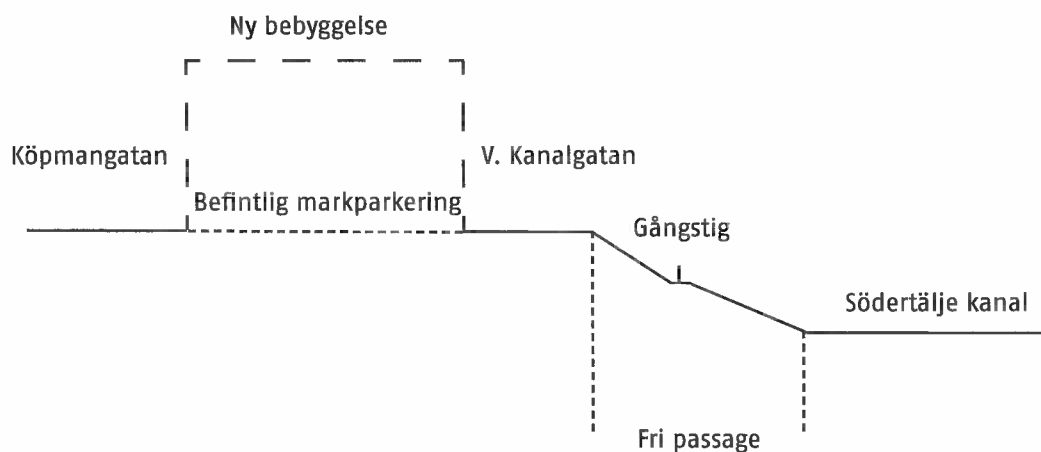 Ny bebyggelse
Köpmangatan
V. Kanalgatan
Befintlig markparkering
Gångstig
Södertälje kanal
Fri passage